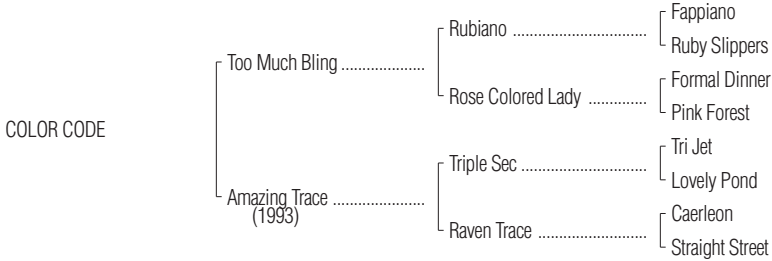 Fappiano
Rubiano ................................
Ruby Slippers
Too Much Bling ....................
Formal Dinner
Rose Colored Lady ..............
Pink Forest
COLOR CODE
Tri Jet
Triple Sec ..............................
Lovely Pond
Amazing Trace ......................
(1993)
Caerleon
Raven Trace ..........................
Straight Street